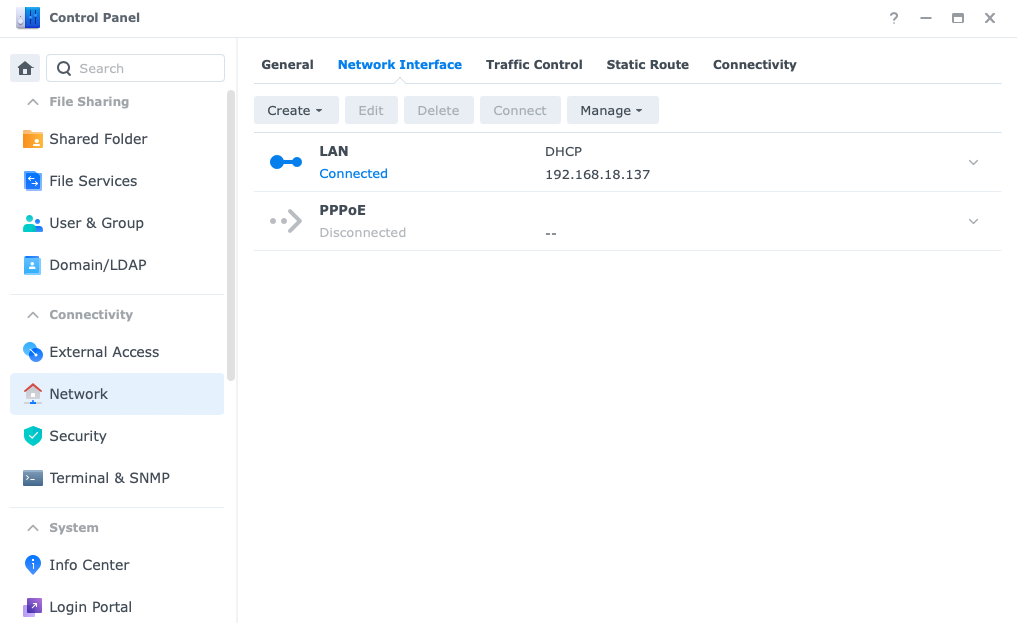 Control Panel
?
Search
File Sharing
Shared Folder
File Services
User & Group
Domain/LDAP
Connectivity
External Access
Network
Security
Terminal & SNMP
System
Info Center
Login Portal
General Network Interface Traffic Control Static Route Connectivity
Create Edit Delete Connect Manage
LAN DHCP
Connected 192.168.18.137
PPPoE
Disconnected --